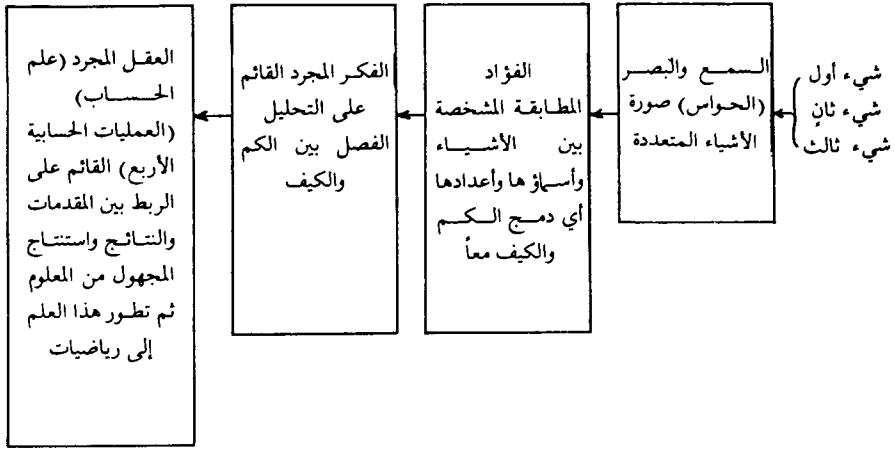 شيء أول
شيء ثانٍ
شيء ثالث
السمع والبصر
(الحواس) صورة
الأشياء المتعددة
الفؤاد
المطابقة المشخصة
بين الأشياء
وأسماؤها وأعدادها
أي دمج الكم
والكيف معاً
الفكر المجرد القائم
على التحليل
الفصل بين الكم
والكيف
العقل المجرد (علم
الحساب)
(العمليات الحسابية
الأربع) القائم على
الربط بين المقدمات
والنتائج واستنتاج
المجهول من المعلوم
ثم تطور هذا العلم
إلى رياضيات